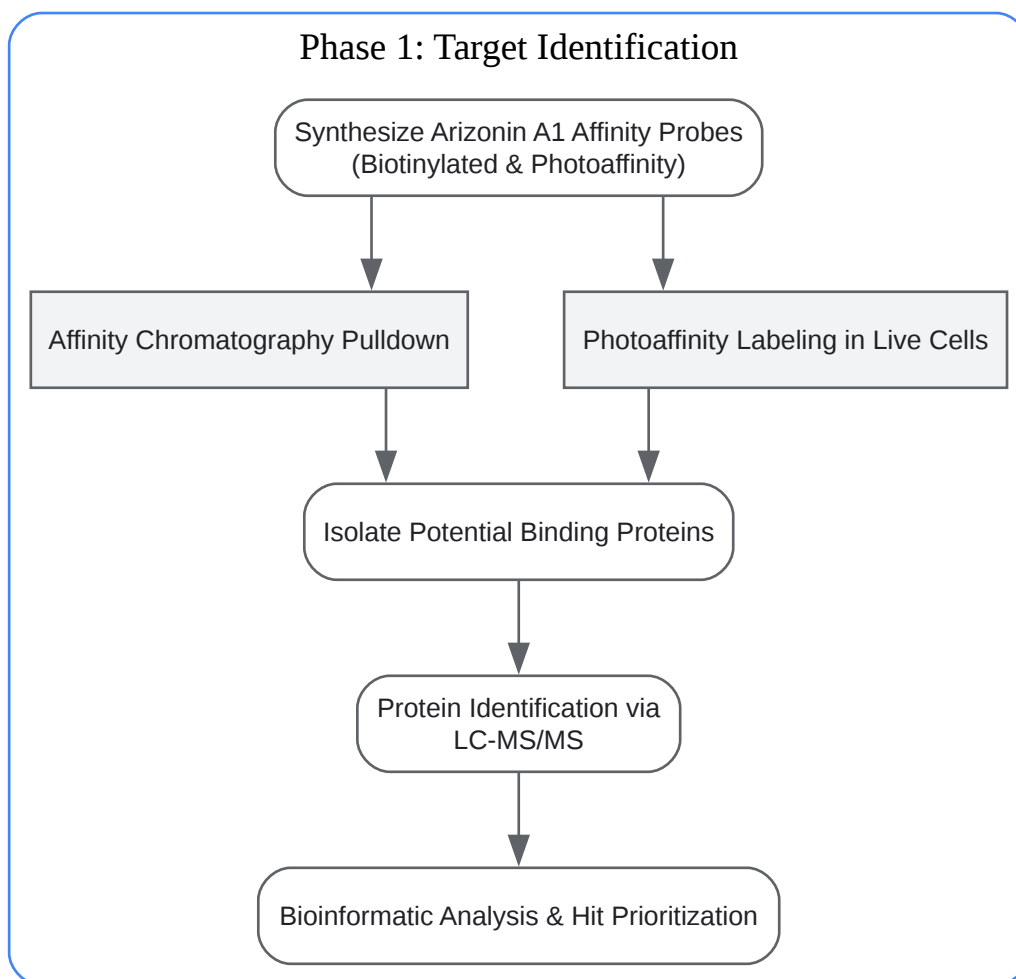 Phase 1: Target Identification
Synthesize Arizonin A1 Affinity Probes
(Biotinylated & Photoaffinity)
Affinity Chromatography Pulldown
Photoaffinity Labeling in Live Cells
Isolate Potential Binding Proteins
Protein Identification via
LC-MS/MS
Bioinformatic Analysis & Hit Prioritization